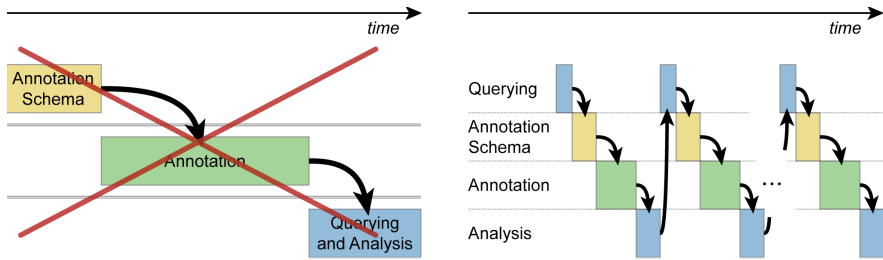 time
Annotation
Schema
Annotation
Querying
and Analysis
time
Querying
Annotation
Schema
Annotation
...
Analysis